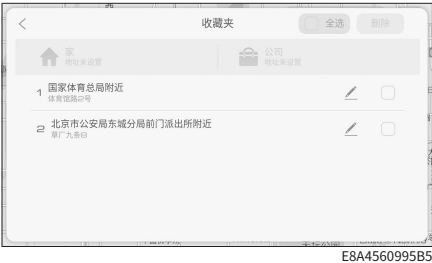 收藏夹
全选
删除
家
地址未设置
公司
地址未设置
1 国家体育总局附近
体育馆路2号
2 北京市公安局东城分局前门派出所附近
草厂九条8
E8A4560995B5